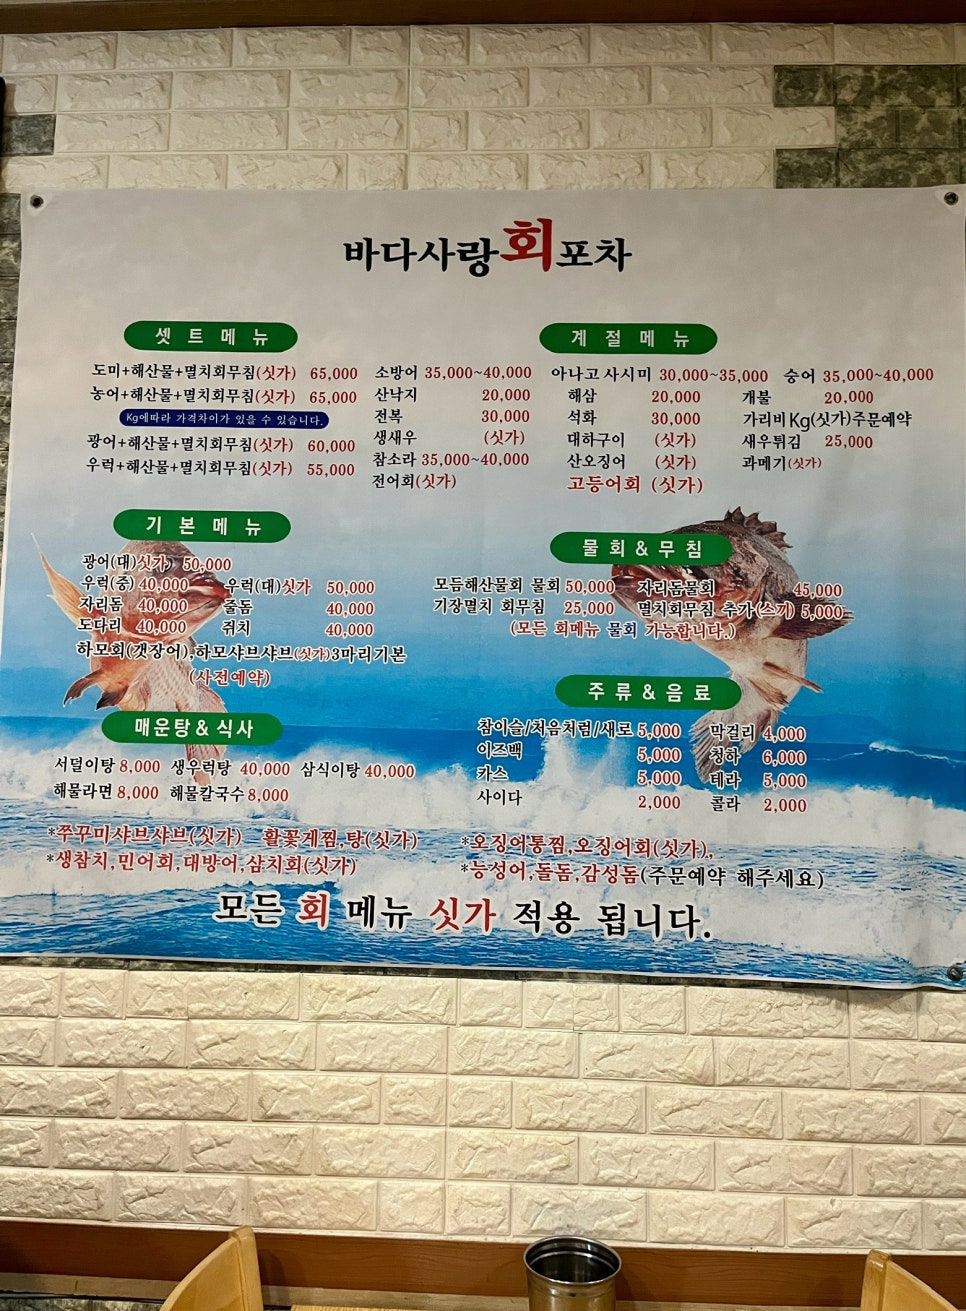 바다사랑회포차
셋트메뉴
도미+해산물+멸치회무침(싯가) 65,000
농어+해산물+멸치회무침(싯가) 65,000
Kg에따라 가격차이가 있을 수 있습니다.
광어+해산물+멸치회무침(싯가) 60,000
우럭+해산물+멸치회무침(싯가) 55,000
소방어 35,000~40,000
산낙지 20,000
전복 30,000
생새우 (싯가)
참소라 35,000~40,000
전어회(싯가)
계절메뉴
아나고 사시미 30,000~35,000
해삼 20,000
석화 30,000
대하구이 (싯가)
산오징어 (싯가)
고등어회 (싯가)
숭어 35,000~40,000
개불 20,000
가리비 Kg(싯가)주문예약
새우튀김 25,000
과메기(싯가)
기본메뉴
광어(대)싯가) 50,000
우럭(중) 40,000 우럭(대)싯가 50,000
자리돔 40,000 줄돔 40,000
도다리 40,000 쥐치 40,000
하모회(갯장어),하모샤브샤브(싯가)3마리기본
(사전예약)
물회&무침
모듬해산물회 물회 50,000 자리돔물회 45,000
기장멸치 회무침 25,000 멸치회무침 추가(스기) 5,000
(모든 회메뉴 물회 가능합니다.)
매운탕&식사
서덜이탕 8,000 생우럭탕 40,000 삼식이탕 40,000
해물라면 8,000 해물칼국수 8,000
주류&음료
참이슬/처음처럼/새로 5,000 막걸리 4,000
이즈백 5,000 청하 6,000
카스 5,000 테라 5,000
사이다 2,000 콜라 2,000
*쭈꾸미샤브샤브(싯가) 활꽃게찜,탕(싯가)
*생참치,민어회,대방어,삼치회(싯가)
*오징어통찜,오징어회(싯가),
*능성어,돌돔,감성돔(주문예약 해주세요)
모든 회 메뉴 싯가 적용 됩니다.